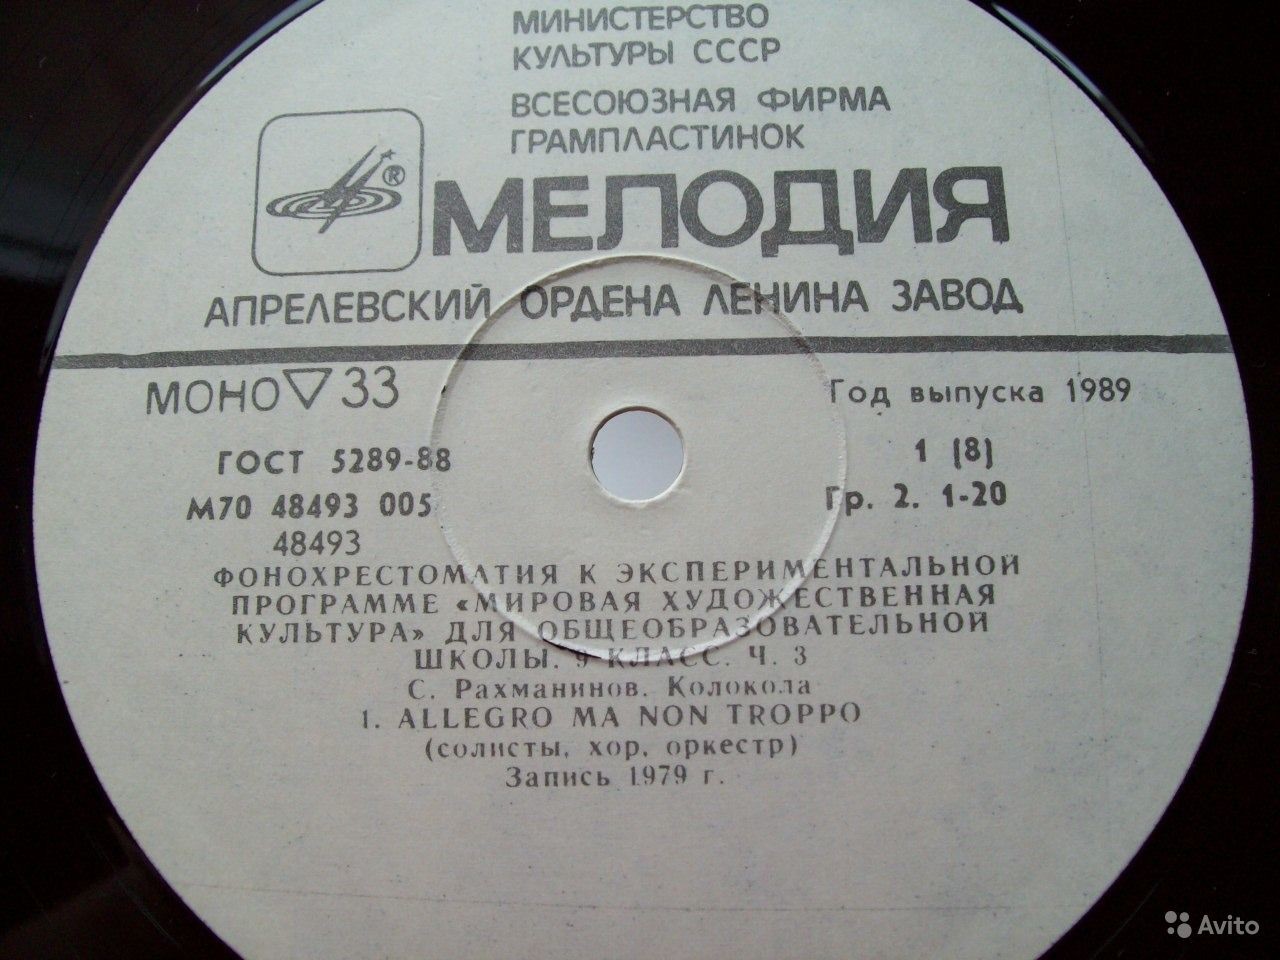 МИНИСТЕРСТВО
КУЛЬТУРЫ СССР
ВСЕСОЮЗНАЯ ФИРМА
ГРАМПЛАСТИНОК
®
МЕЛОДИЯ
АПРЕЛЕВСКИЙ ОРДЕНА ЛЕНИНА ЗАВОД
МОНО ▽ 33
Год выпуска 1989
ГОСТ 5289-88
1 (8)
М70 48493 005
Гр. 2. 1-20
48493
ФОНОХРЕСТОМАТИЯ К ЭКСПЕРИМЕНТАЛЬНОЙ
ПРОГРАММЕ «МИРОВАЯ ХУДОЖЕСТВЕННАЯ
КУЛЬТУРА» ДЛЯ ОБЩЕОБРАЗОВАТЕЛЬНОЙ
ШКОЛЫ. 9 КЛАСС. Ч. 3
С. Рахманинов. Колокола
1. ALLEGRO MA NON TROPPO
(солисты, хор, оркестр)
Запись 1979 г.
Avito